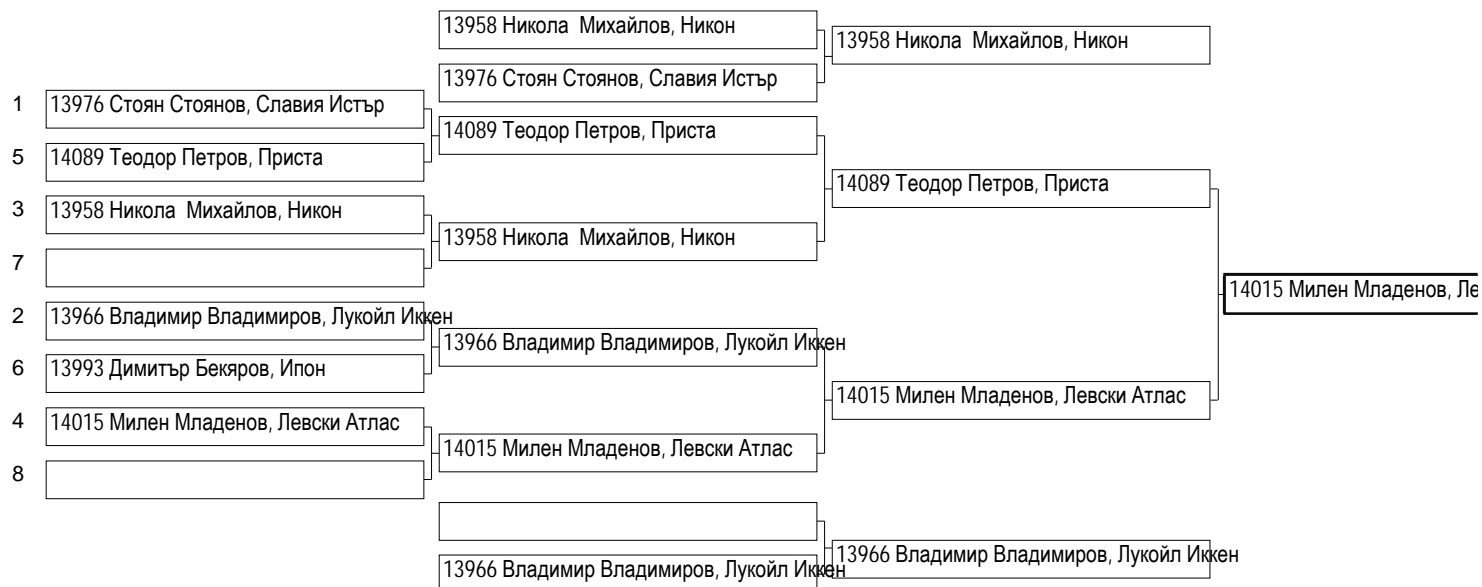 13958 Никола  Михайлов, Никон
13958 Никола  Михайлов, Никон
13976 Стоян Стоянов, Славия Истър
1 13976 Стоян Стоянов, Славия Истър
14089 Теодор Петров, Приста
5 14089 Теодор Петров, Приста
14089 Теодор Петров, Приста
3 13958 Никола  Михайлов, Никон
13958 Никола  Михайлов, Никон
7
14015 Милен Младенов, Ле
2 13966 Владимир Владимиров, Лукойл Иккен
13966 Владимир Владимиров, Лукойл Иккен
6 13993 Димитър Бекяров, Ипон
14015 Милен Младенов, Левски Атлас
4 14015 Милен Младенов, Левски Атлас
14015 Милен Младенов, Левски Атлас
8
13966 Владимир Владимиров, Лукойл Иккен
13966 Владимир Владимиров, Лукойл Иккен